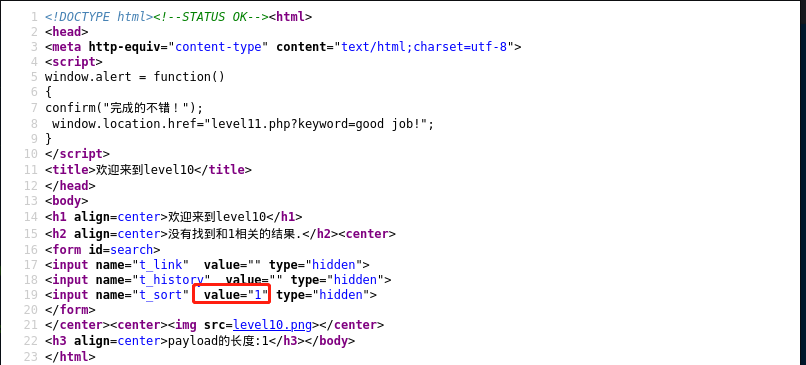 1 <!DOCTYPE html><!--STATUS OK--><html>
2 <head>
3 <meta http-equiv="content-type" content="text/html;charset=utf-8">
4 <script>
5 window.alert = function()
6 {
7 confirm("完成的不错！");
8  window.location.href="level11.php?keyword=good job!";
9 }
10 </script>
11 <title>欢迎来到level10</title>
12 </head>
13 <body>
14 <h1 align=center>欢迎来到level10</h1>
15 <h2 align=center>没有找到和1相关的结果.</h2><center>
16 <form id=search>
17 <input name="t_link"  value="" type="hidden">
18 <input name="t_history"  value="" type="hidden">
19 <input name="t_sort"  value="1" type="hidden">
20 </form>
21 </center><center><img src=level10.png></center>
22 <h3 align=center>payload的长度:1</h3></body>
23 </html>